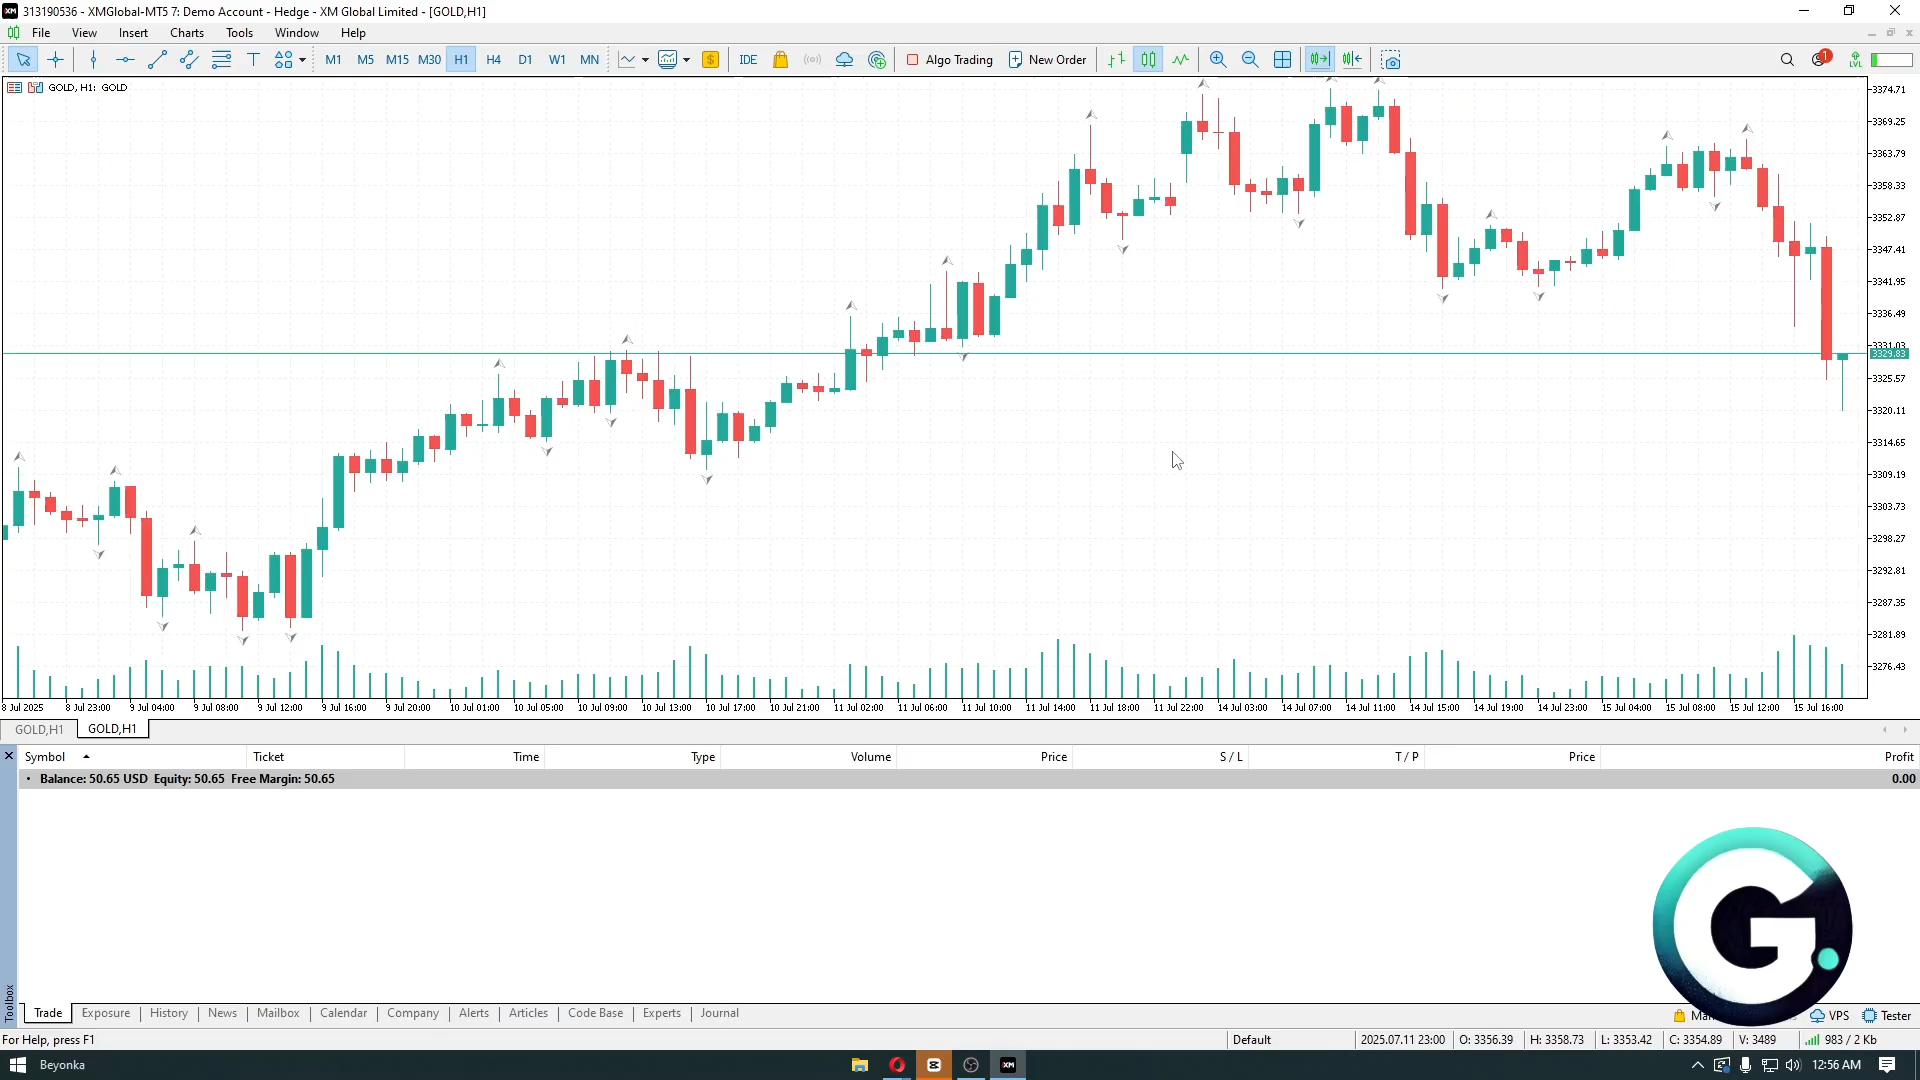 313190536 - XMGlobal-MT5 7: Demo Account - Hedge - XM Global Limited - [GOLD,H1]
File View Insert Charts Tools Window Help
M1 M5 M15 M30 H1 H4 D1 W1 MN IDE Algo Trading New Order 1 LVL
GOLD, H1: GOLD
3374.71
3369.25
3363.79
3358.33
3352.87
3347.41
3341.95
3336.49
3331.03
3329.83
3325.57
3320.11
3314.65
3309.19
3303.73
3298.27
3292.81
3287.35
3281.89
3276.43
8 Jul 2025 8 Jul 23:00 9 Jul 04:00 9 Jul 08:00 9 Jul 12:00 9 Jul 16:00 9 Jul 20:00 10 Jul 01:00 10 Jul 05:00 10 Jul 09:00 10 Jul 13:00 10 Jul 17:00 10 Jul 21:00 11 Jul 02:00 11 Jul 06:00 11 Jul 10:00 11 Jul 14:00 11 Jul 18:00 11 Jul 22:00 14 Jul 03:00 14 Jul 07:00 14 Jul 11:00 14 Jul 15:00 14 Jul 19:00 14 Jul 23:00 15 Jul 04:00 15 Jul 08:00 15 Jul 12:00 15 Jul 16:00
GOLD,H1 GOLD,H1
Symbol Ticket Time Type Volume Price S / L T / P Price Profit
Balance: 50.65 USD Equity: 50.65 Free Margin: 50.65 0.00
G
Toolbox
Trade Exposure History News Mailbox Calendar Company Alerts Articles Code Base Experts Journal VPS Tester
For Help, press F1 Default 2025.07.11 23:00 O: 3356.39 H: 3358.73 L: 3353.42 C: 3354.89 V: 3489 983 / 2 Kb
Beyonka XM 12:56 AM